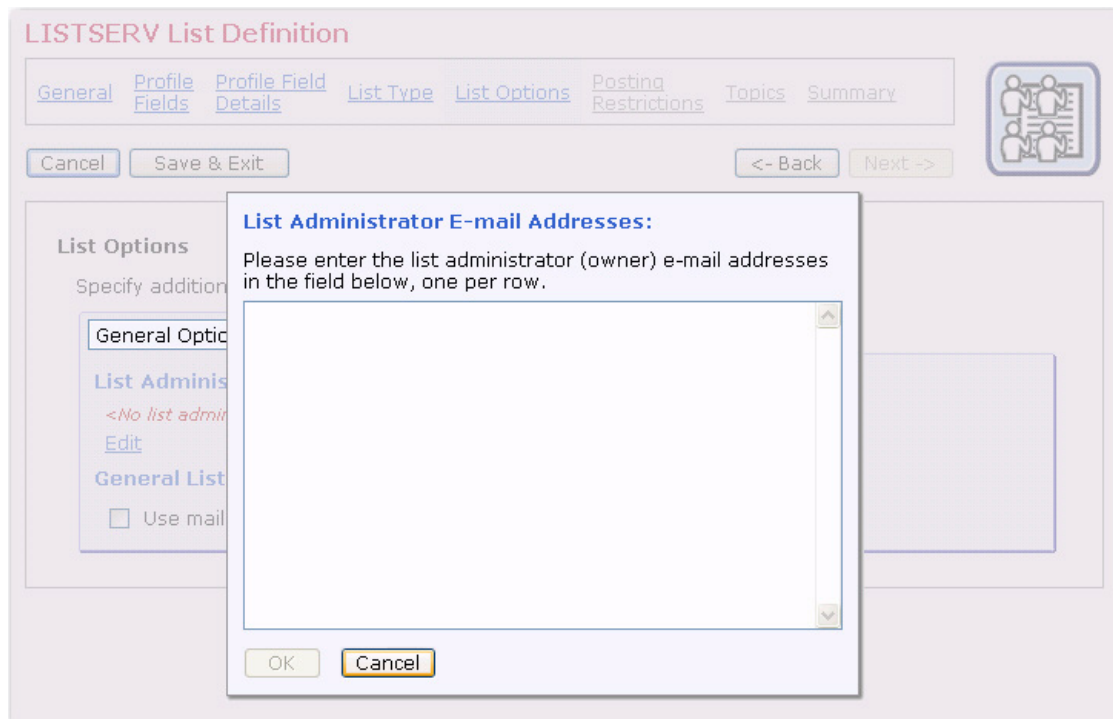 LISTSERV List Definition
General Profile Fields Profile Field Details List Type List Options Posting Restrictions Topics Summary
Cancel Save & Exit <- Back Next ->
List Administrator E-mail Addresses:
Please enter the list administrator (owner) e-mail addresses
in the field below, one per row.
List Options
Specify addition
General Optio
List Adminis
<No list admin
Edit
General List
Use mail
OK Cancel